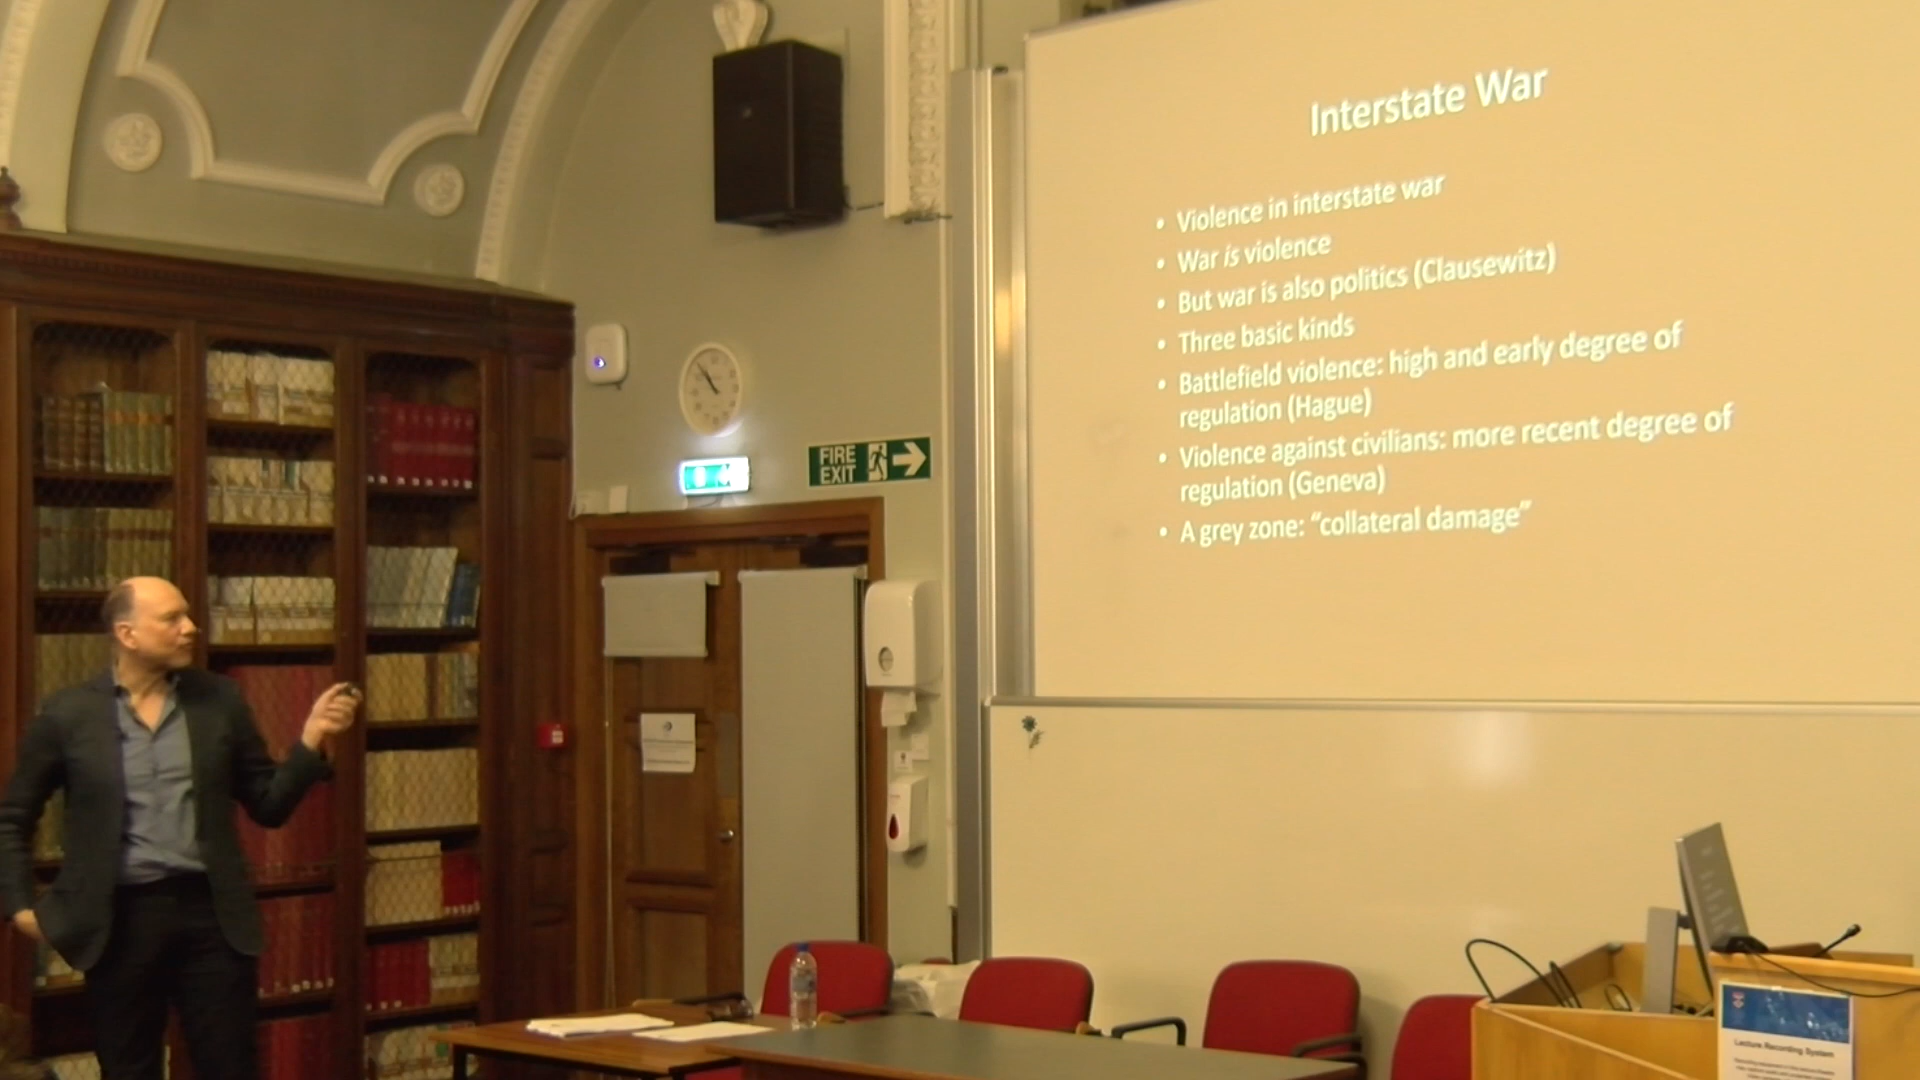 Interstate War
• Violence in interstate war
• War is violence
• But war is also politics (Clausewitz)
• Three basic kinds
• Battlefield violence: high and early degree of
regulation (Hague)
• Violence against civilians: more recent degree of
regulation (Geneva)
• A grey zone: “collateral damage”
FIRE
EXIT
Lecture Recording System